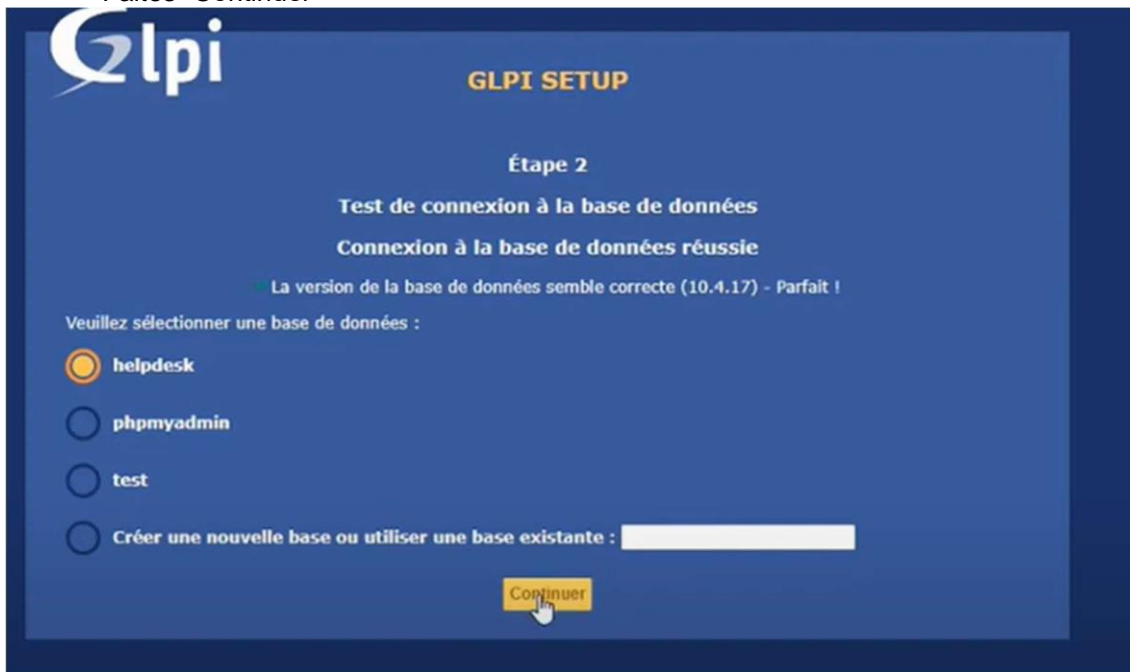 Faites "Continuer"
Glpi
GLPI SETUP
Étape 2
Test de connexion à la base de données
Connexion à la base de données réussie
La version de la base de données semble correcte (10.4.17) - Parfait !
Veuillez sélectionner une base de données :
helpdesk
phpmyadmin
test
Créer une nouvelle base ou utiliser une base existante :
Continuer